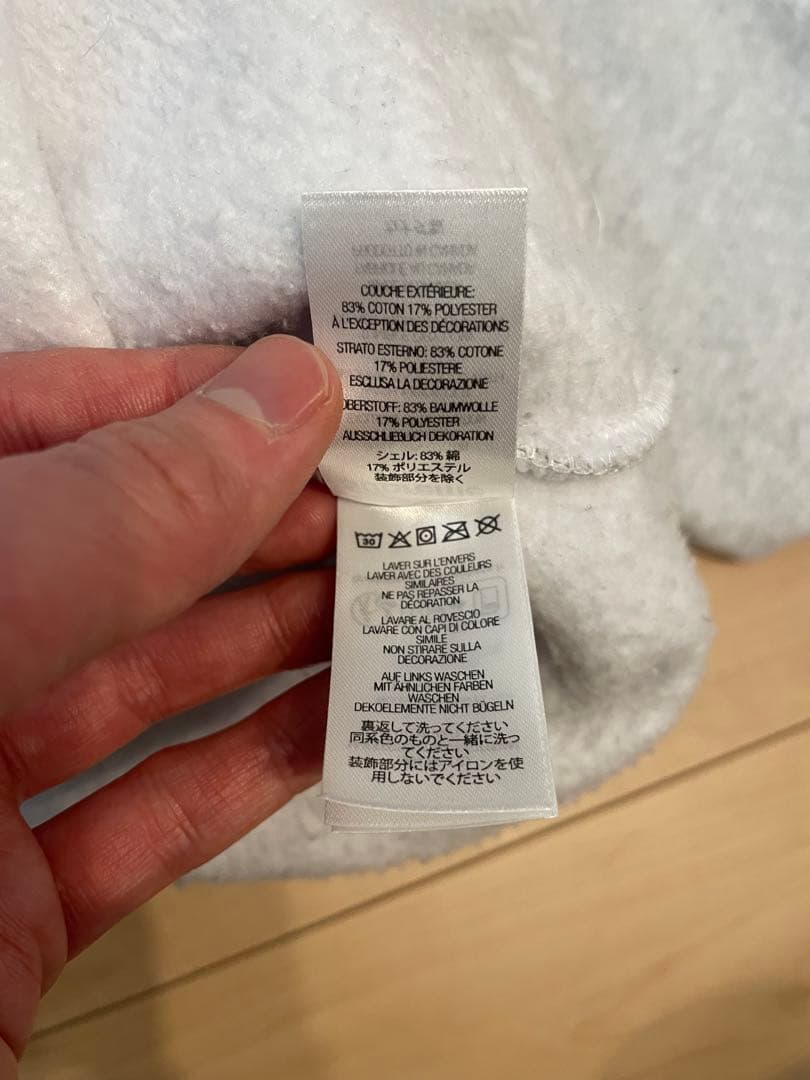 COUCHE EXTÉRIEURE:
83% COTON 17% POLYESTER
À L'EXCEPTION DES DÉCORATIONS
STRATO ESTERNO: 83% COTONE
17% POLIESTERE
ESCLUSA LA DECORAZIONE
OBERSTOFF: 83% BAUMWOLLE
17% POLYESTER
AUSSCHLIEßLICH DEKORATION
シェル: 83% 綿
17% ポリエステル
装飾部分を除く
30
LAVER SUR L'ENVERS
LAVER AVEC DES COULEURS
SIMILAIRES
NE PAS REPASSER LA
DÉCORATION
LAVARE AL ROVESCIO
LAVARE CON CAPI DI COLORE
SIMILE
NON STIRARE SULLA
DECORAZIONE
AUF LINKS WASCHEN
MIT ÄHNLICHEN FARBEN
WASCHEN
DEKOELEMENTE NICHT BÜGELN
裏返して洗ってください
同系色のものと一緒に洗っ
てください
装飾部分にはアイロンを使
用しないでください